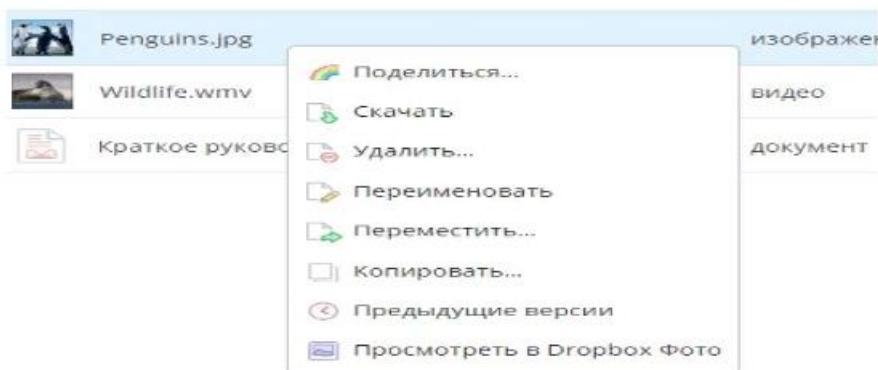 Penguins.jpg
изображен
Поделиться...
Wildlife.wmv
видео
Скачать
Краткое руково
документ
Удалить...
Переименовать
Переместить...
Копировать...
Предыдущие версии
Просмотреть в Dropbox Фото